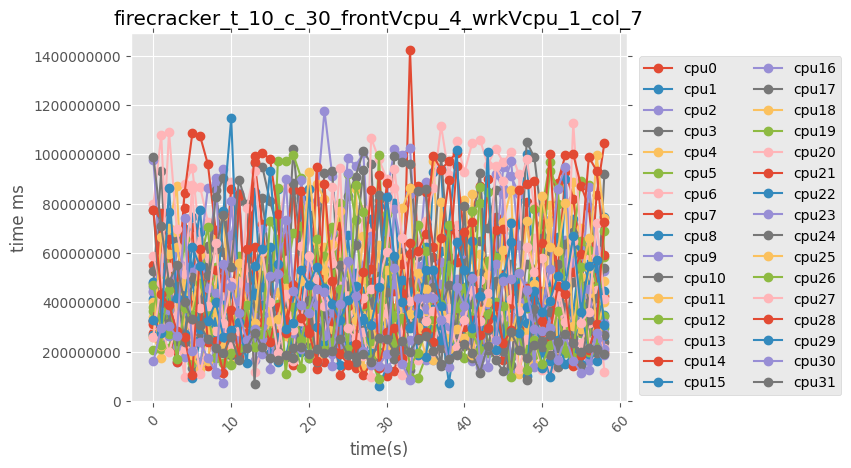 firecracker_t_10_c_30_frontVcpu_4_wrkVcpu_1_col_7
time ms
1400000000
1200000000
1000000000
800000000
600000000
400000000
200000000
0
0
10
20
30
40
50
60
time(s)
cpu0
cpu1
cpu2
cpu3
cpu4
cpu5
cpu6
cpu7
cpu8
cpu9
cpu10
cpu11
cpu12
cpu13
cpu14
cpu15
cpu16
cpu17
cpu18
cpu19
cpu20
cpu21
cpu22
cpu23
cpu24
cpu25
cpu26
cpu27
cpu28
cpu29
cpu30
cpu31